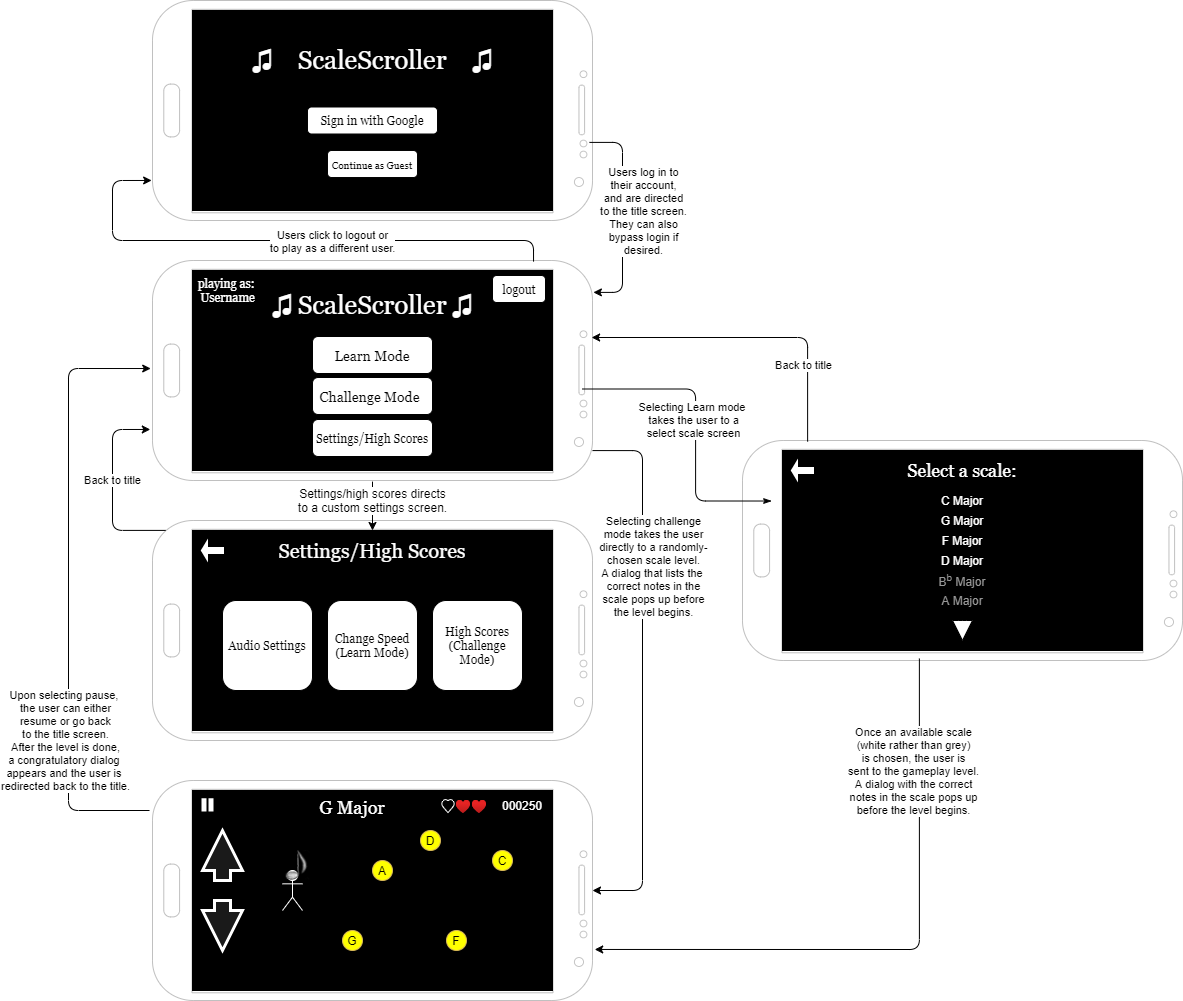 ♫ ScaleScroller ♫
Sign in with Google
Continue as Guest
Users log in to
their account,
and are directed
to the title screen.
They can also
bypass login if
desired.
Users click to logout or
to play as a different user.
playing as:
Username
logout
♫ ScaleScroller ♫
Learn Mode
Challenge Mode
Settings/High Scores
Back to title
Selecting Learn mode
takes the user to a
select scale screen
Back to title
Settings/high scores directs
to a custom settings screen.
Select a scale:
C Major
G Major
F Major
D Major
Bb Major
A Major
Selecting challenge
mode takes the user
directly to a randomly-
chosen scale level.
A dialog that lists the
correct notes in the
scale pops up before
the level begins.
Settings/High Scores
Audio Settings
Change Speed
(Learn Mode)
High Scores
(Challenge
Mode)
Upon selecting pause,
the user can either
resume or go back
to the title screen.
After the level is done,
a congratulatory dialog
appears and the user is
redirected back to the title.
Once an available scale
(white rather than grey)
is chosen, the user is
sent to the gameplay level.
A dialog with the correct
notes in the scale pops up
before the level begins.
G Major
000250
D
C
A
G
F